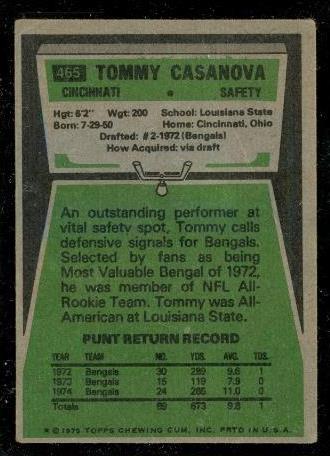 465 TOMMY CASANOVA
CINCINNATI • SAFETY
Hgt: 6'2" Wgt: 200 School: Louisiana State
Born: 7-29-50 Home: Cincinnati, Ohio
Drafted: #2-1972 (Bengals)
How Acquired: via draft
An outstanding performer at
vital safety spot, Tommy calls
defensive signals for Bengals.
Selected by fans as being
Most Valuable Bengal of 1972,
he was member of NFL All-
Rookie Team. Tommy was All-
American at Louisiana State.
PUNT RETURN RECORD
YEAR TEAM NO. YDS. AVG. TD
1972 Bengals 30 289 9.6 1
1973 Bengals 15 119 7.9 0
1974 Bengals 24 265 11.0 0
Totals 69 673 9.8 1
* © 1975 TOPPS CHEWING GUM, INC. PRTD IN U.S.A.